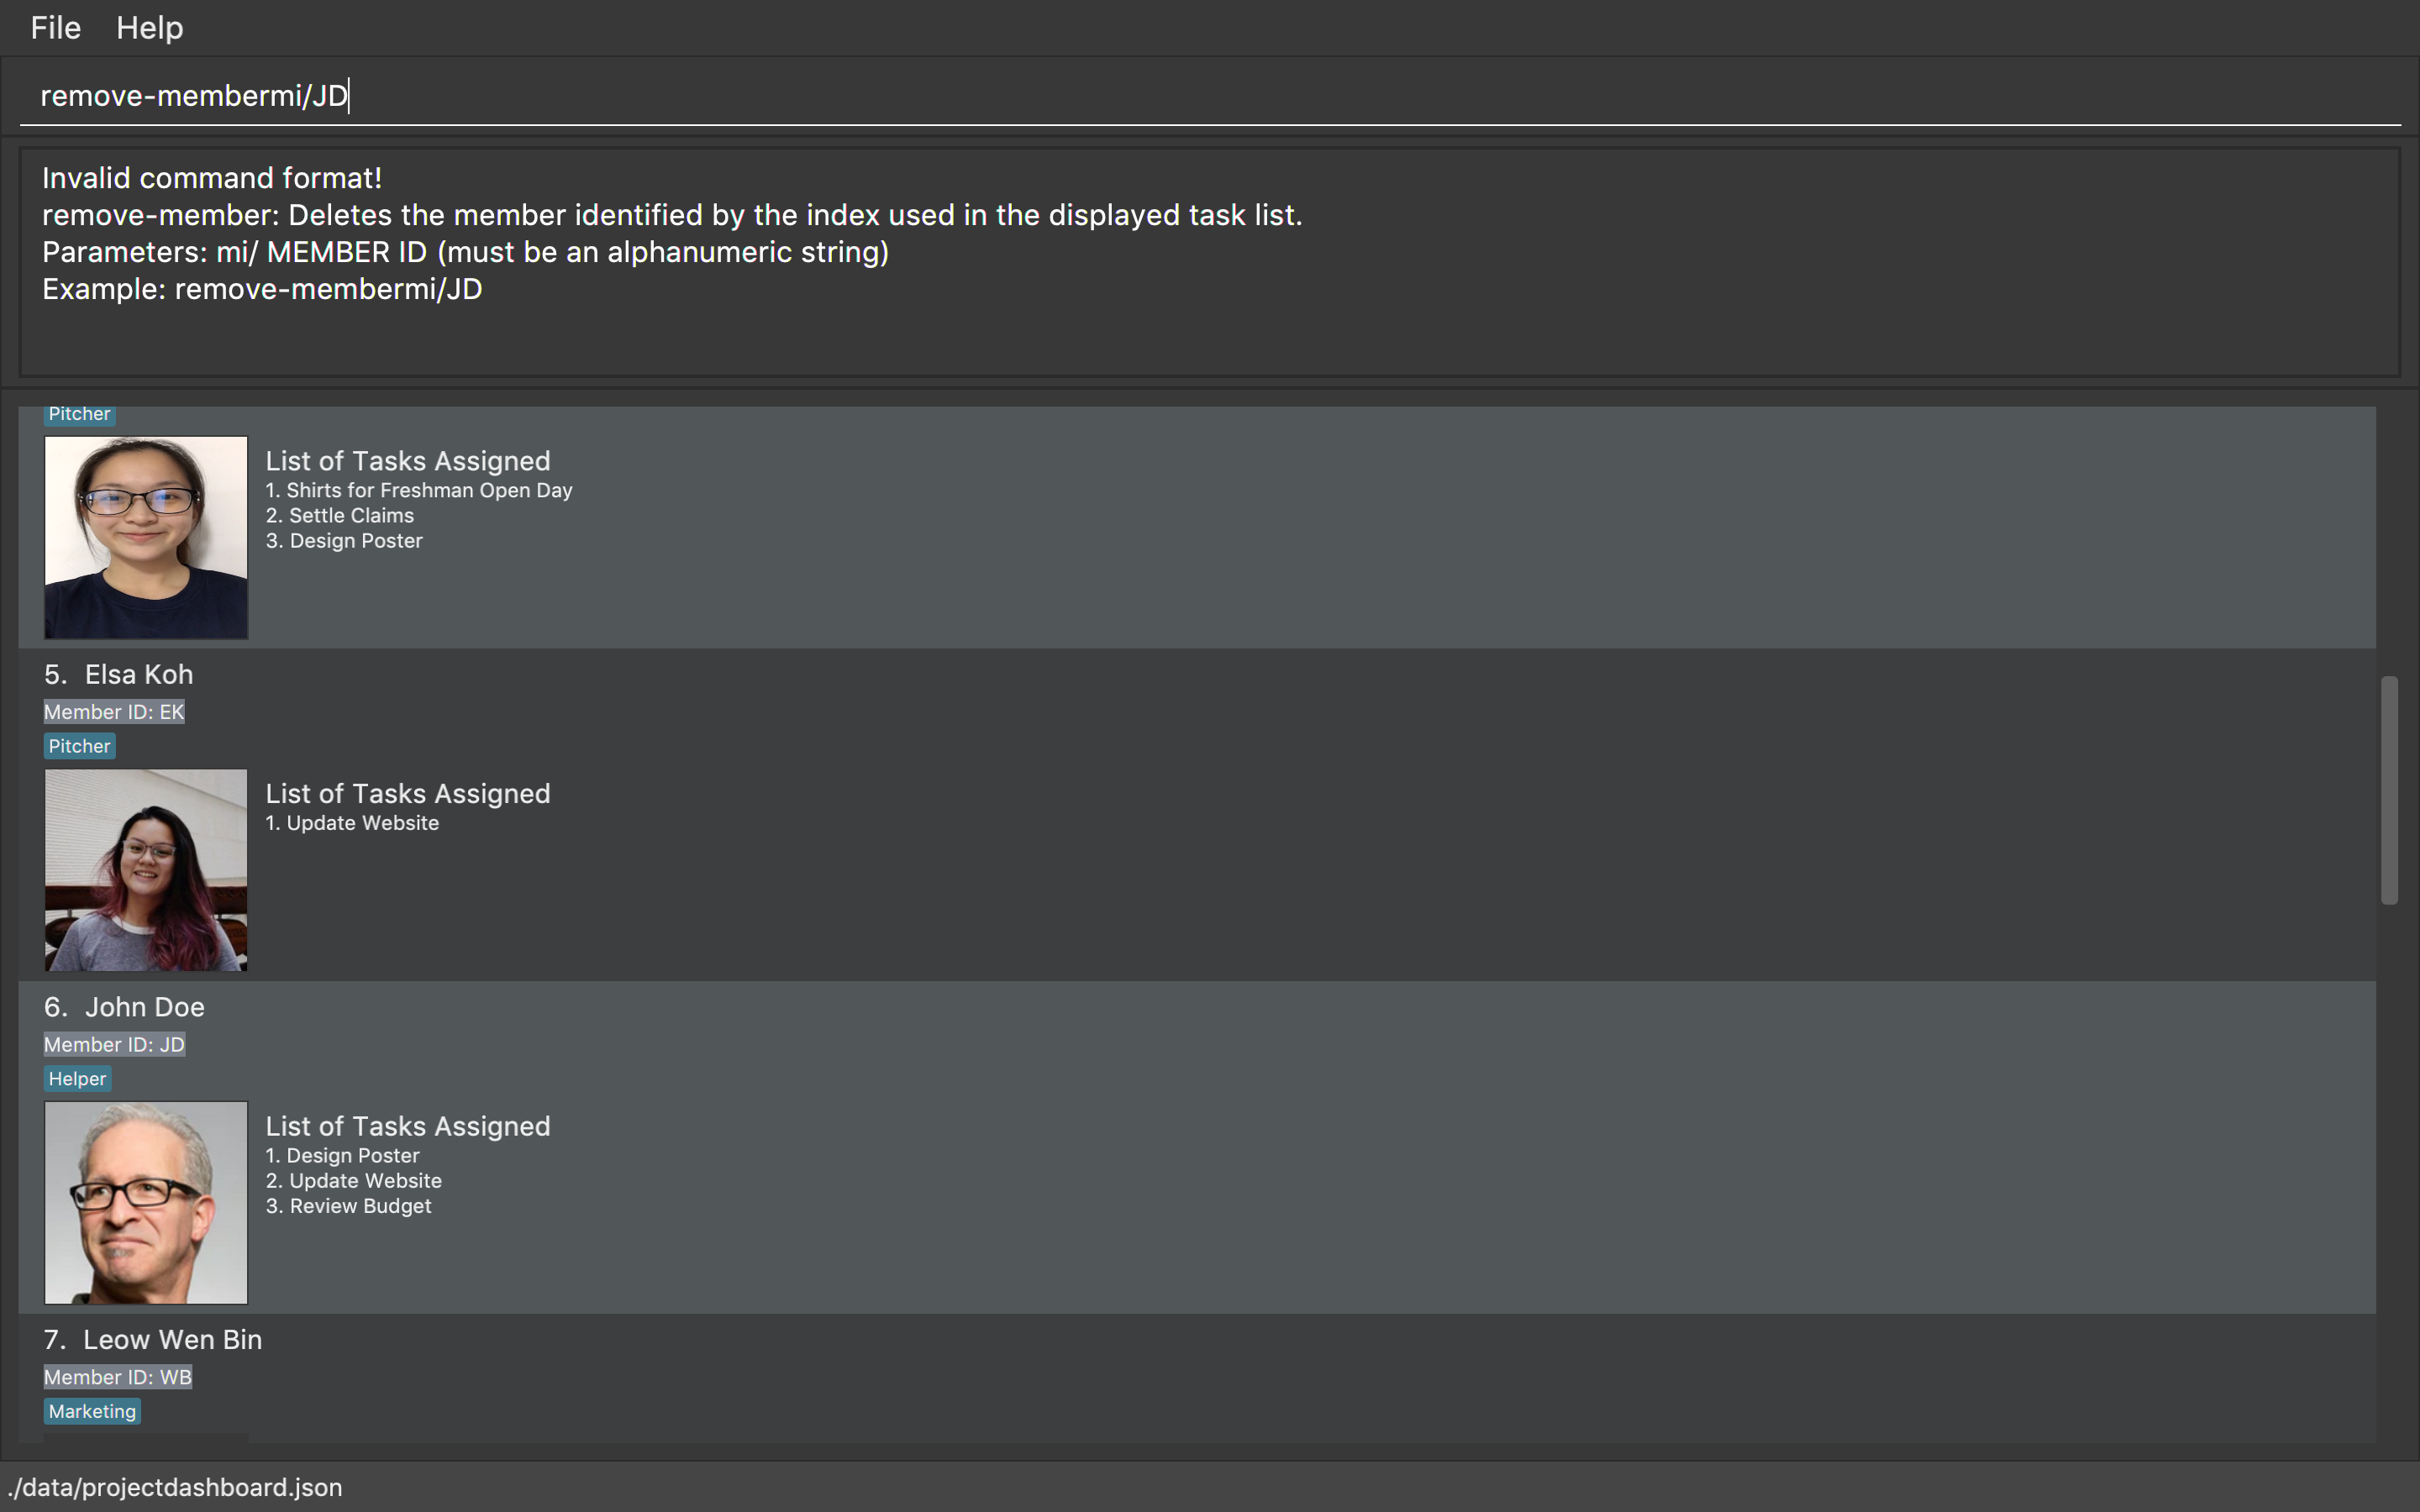 File Help
remove-membermi/JD
Invalid command format!
remove-member: Deletes the member identified by the index used in the displayed task list.
Parameters: mi/ MEMBER ID (must be an alphanumeric string)
Example: remove-membermi/JD
Pitcher
List of Tasks Assigned
1. Shirts for Freshman Open Day
2. Settle Claims
3. Design Poster
5. Elsa Koh
Member ID: EK
Pitcher
List of Tasks Assigned
1. Update Website
6. John Doe
Member ID: JD
Helper
List of Tasks Assigned
1. Design Poster
2. Update Website
3. Review Budget
7. Leow Wen Bin
Member ID: WB
Marketing
./data/projectdashboard.json